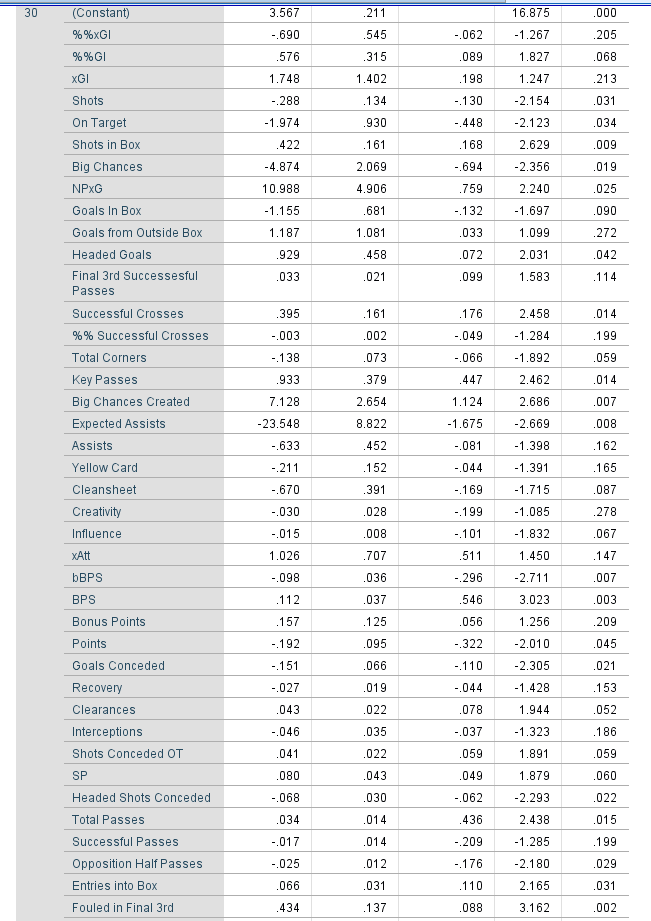 30 (Constant) 3.567 .211 16.875 .000
%%xGI -.690 .545 -.062 -1.267 .205
%%GI .576 .315 .089 1.827 .068
xGI 1.748 1.402 .198 1.247 .213
Shots -.288 .134 -.130 -2.154 .031
On Target -1.974 .930 -.448 -2.123 .034
Shots in Box .422 .161 .168 2.629 .009
Big Chances -4.874 2.069 -.694 -2.356 .019
NPxG 10.988 4.906 .759 2.240 .025
Goals In Box -1.155 .681 -.132 -1.697 .090
Goals from Outside Box 1.187 1.081 .033 1.099 .272
Headed Goals .929 .458 .072 2.031 .042
Final 3rd Successesful .033 .021 .099 1.583 .114
Passes
Successful Crosses .395 .161 .176 2.458 .014
%% Successful Crosses -.003 .002 -.049 -1.284 .199
Total Corners -.138 .073 -.066 -1.892 .059
Key Passes .933 .379 .447 2.462 .014
Big Chances Created 7.128 2.654 1.124 2.686 .007
Expected Assists -23.548 8.822 -1.675 -2.669 .008
Assists -.633 .452 -.081 -1.398 .162
Yellow Card -.211 .152 -.044 -1.391 .165
Cleansheet -.670 .391 -.169 -1.715 .087
Creativity -.030 .028 -.199 -1.085 .278
Influence -.015 .008 -.101 -1.832 .067
xAtt 1.026 .707 .511 1.450 .147
bBPS -.098 .036 -.296 -2.711 .007
BPS .112 .037 .546 3.023 .003
Bonus Points .157 .125 .056 1.256 .209
Points -.192 .095 -.322 -2.010 .045
Goals Conceded -.151 .066 -.110 -2.305 .021
Recovery -.027 .019 -.044 -1.428 .153
Clearances .043 .022 .078 1.944 .052
Interceptions -.046 .035 -.037 -1.323 .186
Shots Conceded OT .041 .022 .059 1.891 .059
SP .080 .043 .049 1.879 .060
Headed Shots Conceded -.068 .030 -.062 -2.293 .022
Total Passes .034 .014 .436 2.438 .015
Successful Passes -.017 .014 -.209 -1.285 .199
Opposition Half Passes -.025 .012 -.176 -2.180 .029
Entries into Box .066 .031 .110 2.165 .031
Fouled in Final 3rd .434 .137 .088 3.162 .002